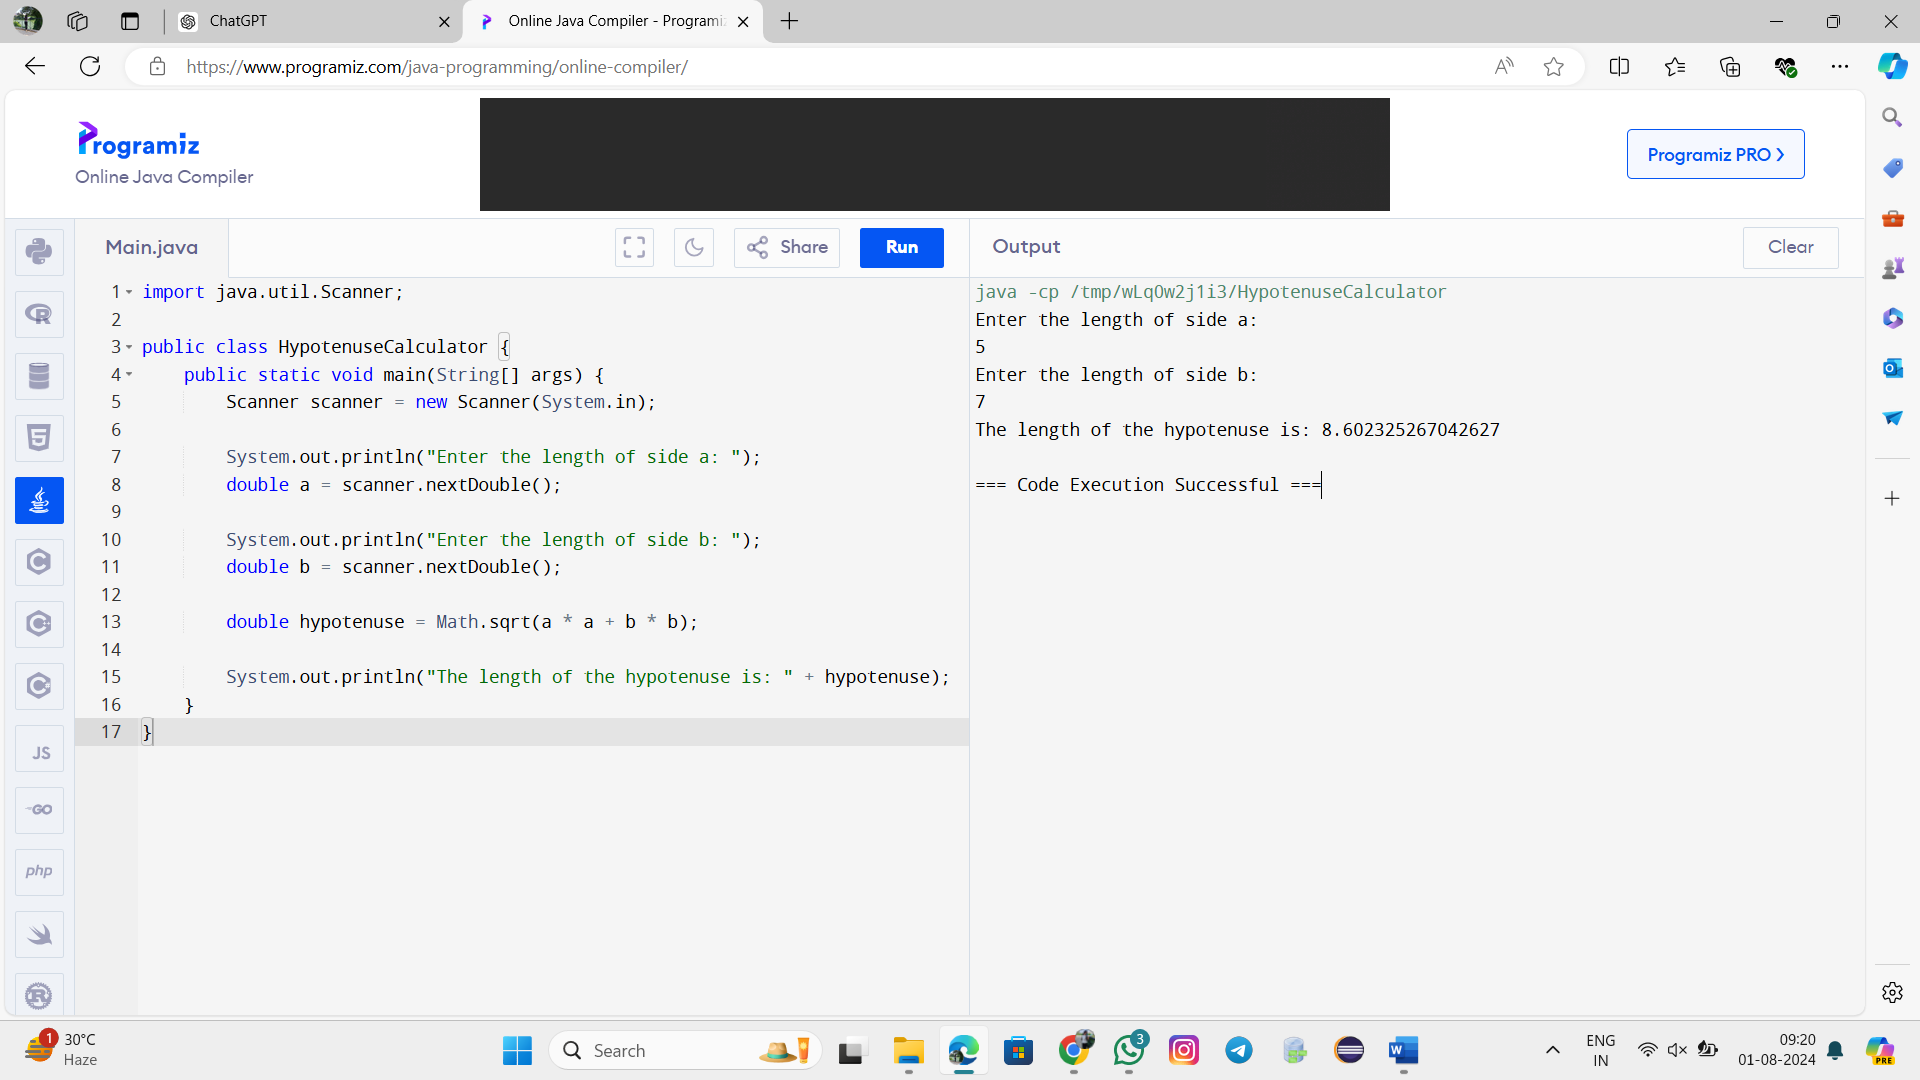 ChatGPT
Online Java Compiler - Programiz
https://www.programiz.com/java-programming/online-compiler/
Programiz
Online Java Compiler
Programiz PRO
Main.java
Share
Run
Output
Clear
1 import java.util.Scanner;
2
3 public class HypotenuseCalculator {
4 public static void main(String[] args) {
5 Scanner scanner = new Scanner(System.in);
6
7 System.out.println("Enter the length of side a: ");
8 double a = scanner.nextDouble();
9
10 System.out.println("Enter the length of side b: ");
11 double b = scanner.nextDouble();
12
13 double hypotenuse = Math.sqrt(a * a + b * b);
14
15 System.out.println("The length of the hypotenuse is: " + hypotenuse);
16 }
17 }
java -cp /tmp/wLqOw2j1i3/HypotenuseCalculator
Enter the length of side a:
5
Enter the length of side b:
7
The length of the hypotenuse is: 8.602325267042627
=== Code Execution Successful ===
R
5
C
C
C
JS
GO
php
R
1
30°C
Haze
Search
3
W
ENG
IN
09:20
01-08-2024
PRE